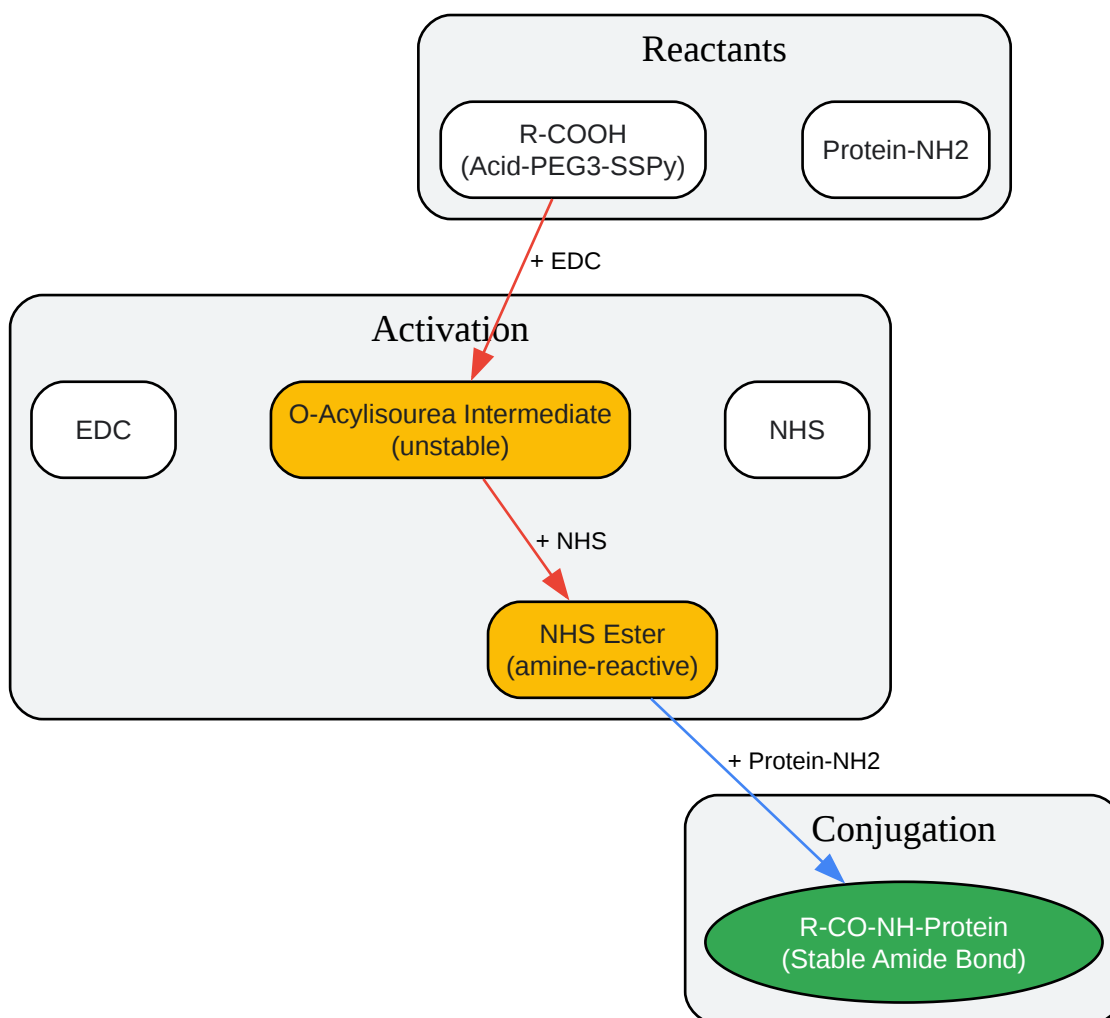 Reactants
R-COOH
(Acid-PEG3-SSPy)
Protein-NH2
+ EDC
Activation
EDC
O-Acylisourea Intermediate
(unstable)
NHS
+ NHS
NHS Ester
(amine-reactive)
+ Protein-NH2
Conjugation
R-CO-NH-Protein
(Stable Amide Bond)